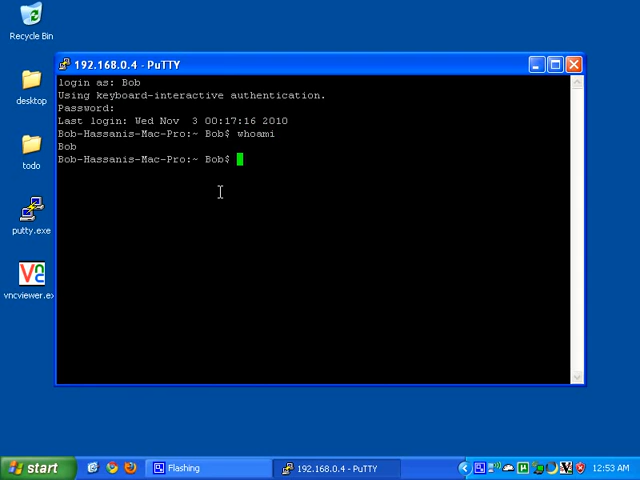 Recycle Bin
desktop
todo
putty.exe
vncviewer.ex
192.168.0.4 - PuTTY
login as: Bob
Using keyboard-interactive authentication.
Password:
Last login: Wed Nov  3 00:17:16 2010
Bob-Hassanis-Mac-Pro:~ Bob$ whoami
Bob
Bob-Hassanis-Mac-Pro:~ Bob$
start
Flashing
192.168.0.4 - PuTTY
12:53 AM